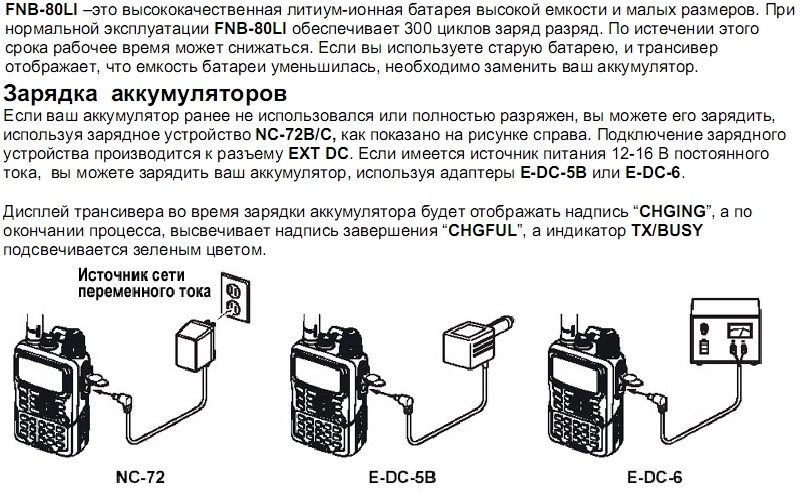 FNB-80LI –это высококачественная литиум-ионная батарея высокой емкости и малых размеров. При
нормальной эксплуатации FNB-80LI обеспечивает 300 циклов заряд разряд. По истечении этого
срока рабочее время может снижаться. Если вы используете старую батарею, и трансивер
отображает, что емкость батареи уменьшилась, необходимо заменить ваш аккумулятор.
Зарядка аккумуляторов
Если ваш аккумулятор ранее не использовался или полностью разряжен, вы можете его зарядить,
используя зарядное устройство NC-72B/C, как показано на рисунке справа. Подключение зарядного
устройства производится к разъему EXT DC. Если имеется источник питания 12-16 В постоянного
тока, вы можете зарядить ваш аккумулятор, используя адаптеры E-DC-5B или E-DC-6.
Дисплей трансивера во время зарядки аккумулятора будет отображать надпись “CHGING”, а по
окончании процесса, высвечивает надпись завершения “CHGFUL”, а индикатор TX/BUSY
подсвечивается зеленым цветом.
Источник сети
переменного тока
NC-72 E-DC-5B E-DC-6